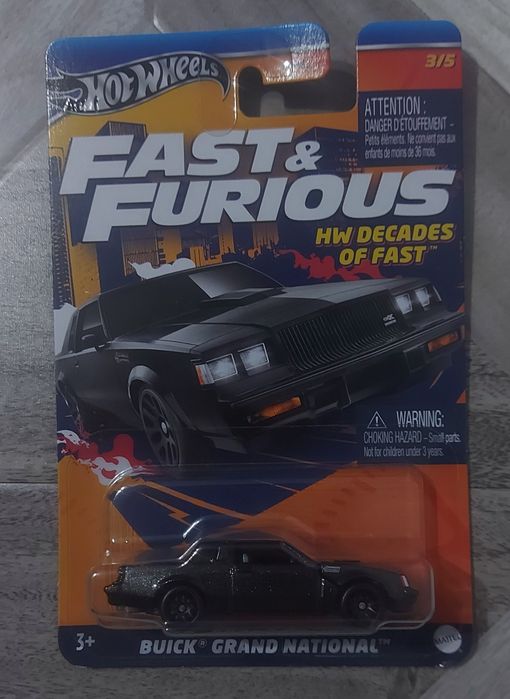 HOT WHEELS
3/5
ATTENTION :
DANGER D'ÉTOUFFEMENT –
Petits éléments. Ne convient pas aux
enfants de moins de 36 mois.
FAST &
FURIOUS
HW DECADES
OF FAST™
WARNING:
CHOKING HAZARD – Small parts.
Not for children under 3 years.
3+
BUICK® GRAND NATIONAL™
MATTEL